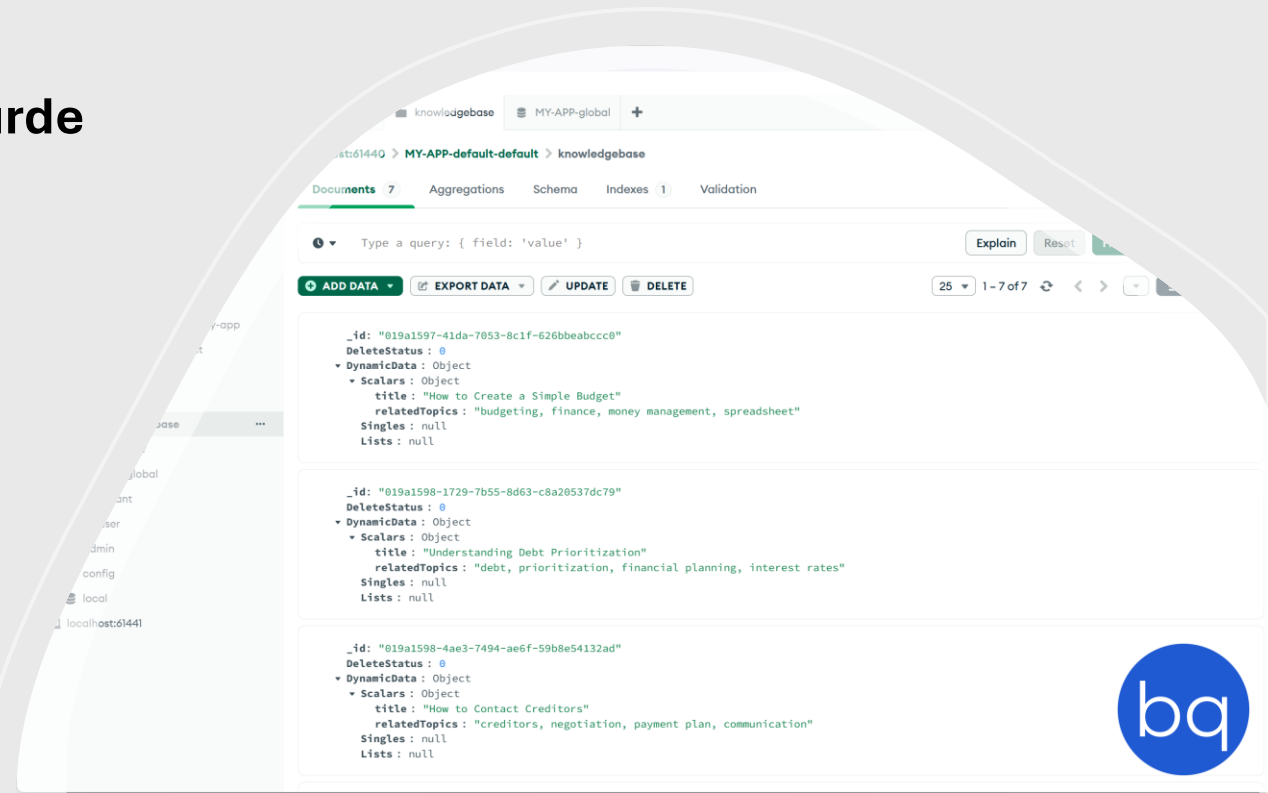 urde
knowledgebase MY-APP-global +
st:61440 > MY-APP-default-default > knowledgebase
Documents 7 Aggregations Schema Indexes 1 Validation
Type a query: { field: 'value' }
Explain Reset
ADD DATA EXPORT DATA UPDATE DELETE
25 1 – 7 of 7
y-app
_id: "019a1597-41da-7053-8c1f-626bbeabccc0"
DeleteStatus : 0
DynamicData : Object
Scalars : Object
title : "How to Create a Simple Budget"
relatedTopics : "budgeting, finance, money management, spreadsheet"
Singles : null
Lists : null
base ...
global
ant
ser
dmin
config
local
localhost:61441
_id: "019a1598-1729-7b55-8d63-c8a20537dc79"
DeleteStatus : 0
DynamicData : Object
Scalars : Object
title : "Understanding Debt Prioritization"
relatedTopics : "debt, prioritization, financial planning, interest rates"
Singles : null
Lists : null
_id: "019a1598-4ae3-7494-ae6f-59b8e54132ad"
DeleteStatus : 0
DynamicData : Object
Scalars : Object
title : "How to Contact Creditors"
relatedTopics : "creditors, negotiation, payment plan, communication"
Singles : null
Lists : null
bq